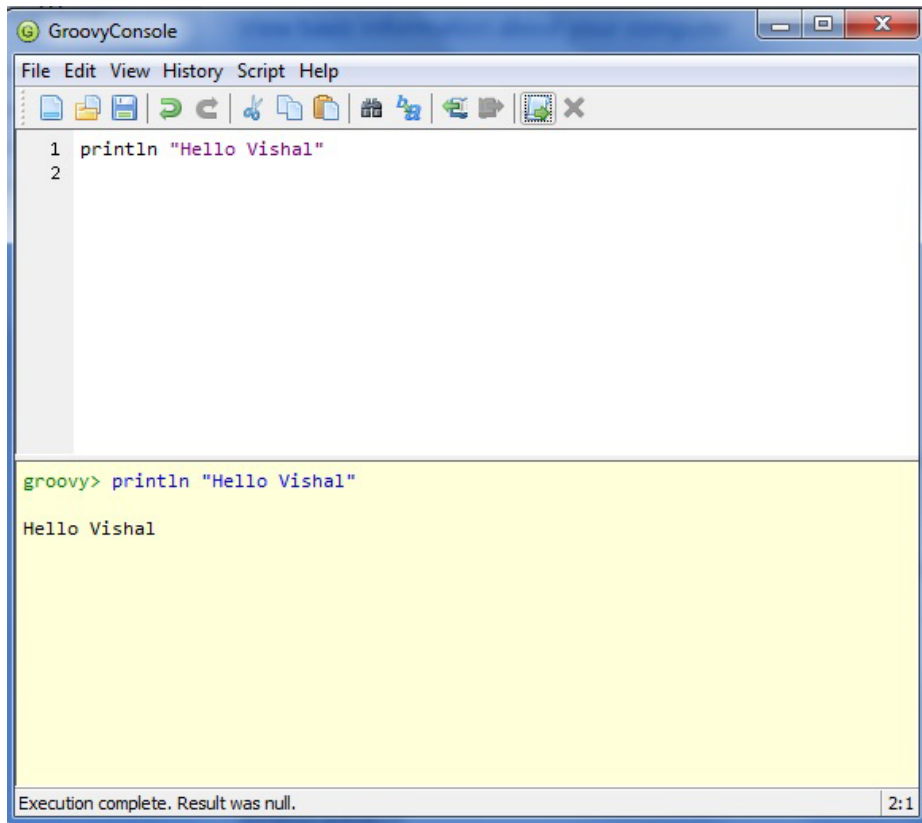 GroovyConsole
File Edit View History Script Help
1 println "Hello Vishal"
2
groovy> println "Hello Vishal"
Hello Vishal
Execution complete. Result was null.
2:1